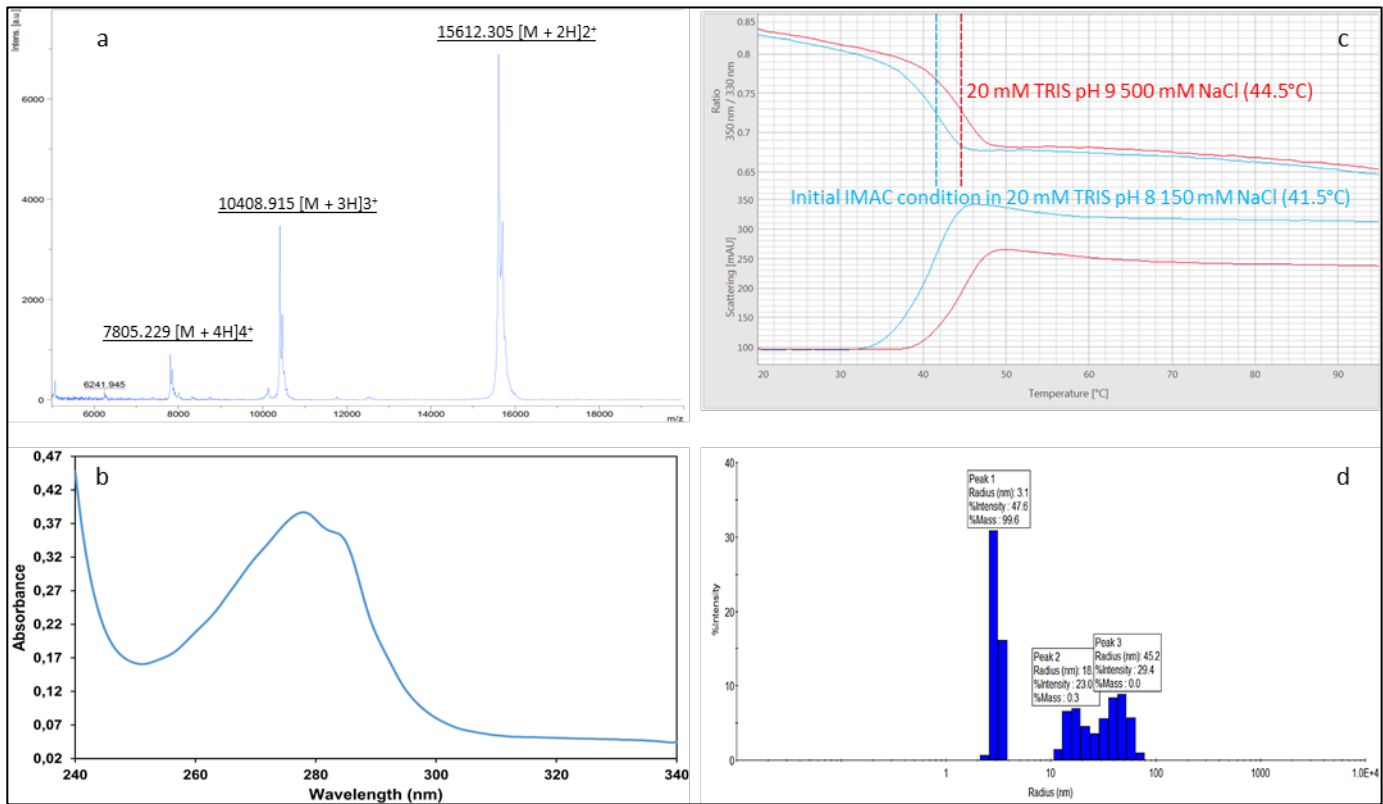 a
Intens. [a.u.]
15612.305 [M + 2H]2⁺
10408.915 [M + 3H]3⁺
7805.229 [M + 4H]4⁺
6241.945
6000
4000
2000
0
6000
8000
10000
12000
14000
16000
18000
m/z
c
0.85
0.8
0.75
0.7
0.65
Ratio
350 nm / 330 nm
20 mM TRIS pH 9 500 mM NaCl (44.5°C)
Initial IMAC condition in 20 mM TRIS pH 8 150 mM NaCl (41.5°C)
350
300
250
200
150
100
Scattering [mAU]
20
30
40
50
60
70
80
90
Temperature [°C]
b
0,47
0,42
0,37
0,32
0,27
0,22
0,17
0,12
0,07
0,02
Absorbance
240
260
280
300
320
340
Wavelength (nm)
d
40
30
20
10
0
%Intensity
Peak 1
Radius (nm): 3.1
%Intensity : 47.6
%Mass : 99.6
Peak 2
Radius (nm): 18.
%Intensity : 23.0
%Mass : 0.3
Peak 3
Radius (nm): 45.2
%Intensity : 29.4
%Mass : 0.0
1
10
100
1000
1.0E+4
Radius (nm)